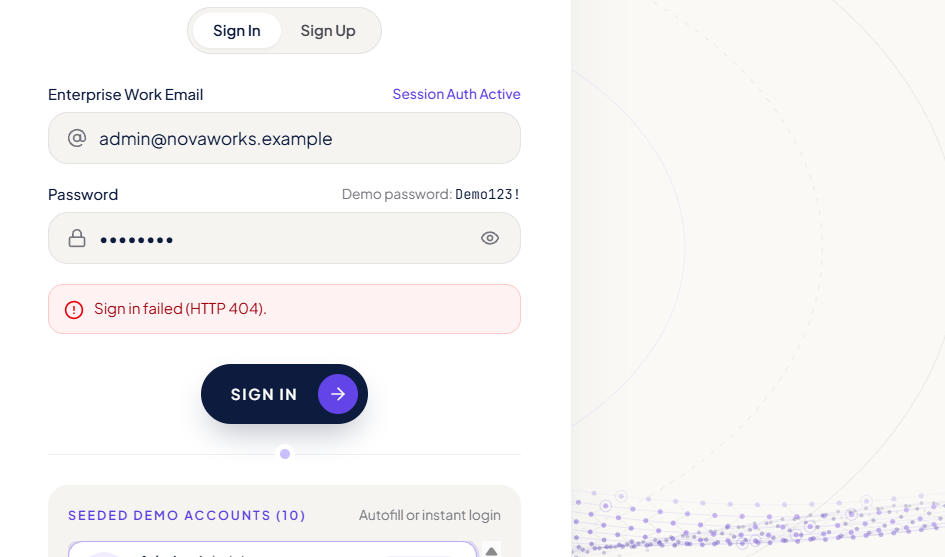 Sign In Sign Up
Enterprise Work Email Session Auth Active
@ admin@novaworks.example
Password Demo password: Demo123!
Sign in failed (HTTP 404).
SIGN IN
SEEDED DEMO ACCOUNTS (10) Autofill or instant login